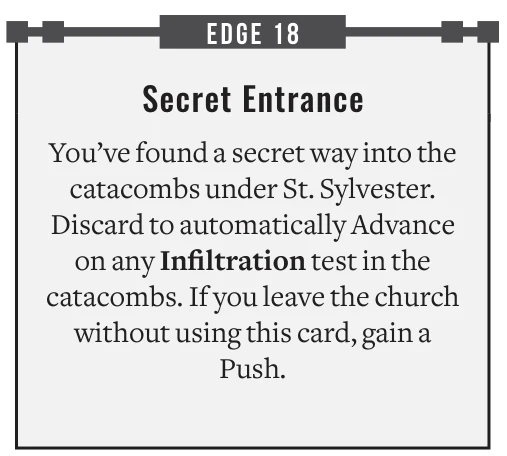 EDGE 18
Secret Entrance
You’ve found a secret way into the
catacombs under St. Sylvester.
Discard to automatically Advance
on any Infiltration test in the
catacombs. If you leave the church
without using this card, gain a
Push.